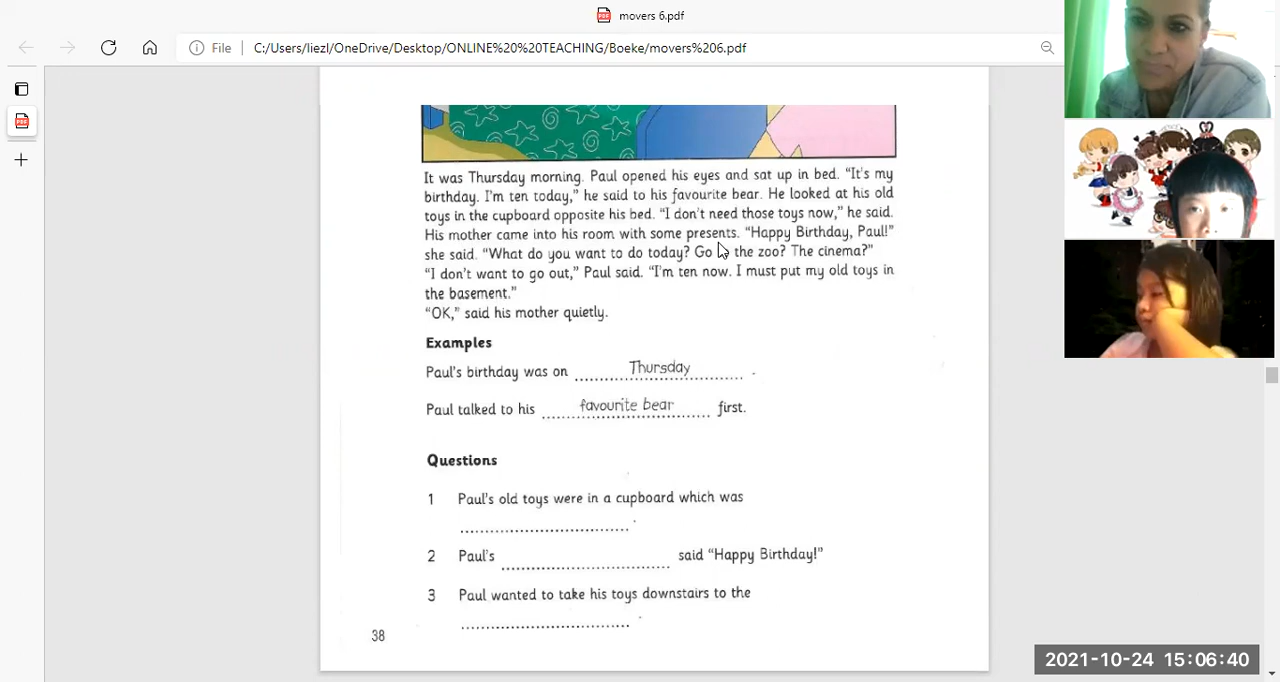 movers 6.pdf
File C:/Users/liezl/OneDrive/Desktop/ONLINE%20%20TEACHING/Boeke/movers%206.pdf
It was Thursday morning. Paul opened his eyes and sat up in bed. “It's my
birthday. I'm ten today,” he said to his favourite bear. He looked at his old
toys in the cupboard opposite his bed. “I don't need those toys now,” he said.
His mother came into his room with some presents. “Happy Birthday, Paul!”
she said. “What do you want to do today? Go the zoo? The cinema?”
“I don't want to go out,” Paul said. “I'm ten now. I must put my old toys in
the basement.”
“OK,” said his mother quietly.
Examples
Paul's birthday was on Thursday .
Paul talked to his favourite bear first.
Questions
1 Paul's old toys were in a cupboard which was
.
2 Paul's said “Happy Birthday!”
3 Paul wanted to take his toys downstairs to the
.
38
2021-10-24 15:06:40